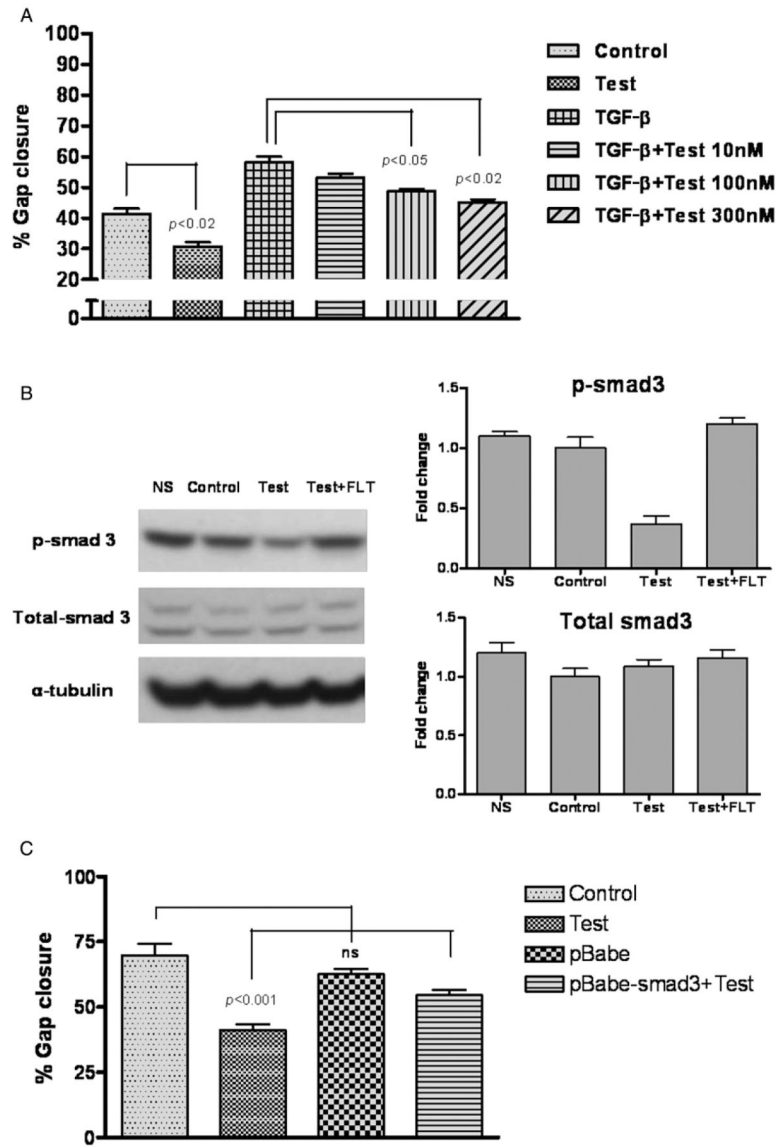 A
% Gap closure
100
90
80
70
60
50
40
30
20
0
p<0.02
p<0.05
p<0.02
Control
Test
TGF-β
TGF-β+Test 10nM
TGF-β+Test 100nM
TGF-β+Test 300nM
B
NS Control Test Test+FLT
p-smad 3
Total-smad 3
α-tubulin
p-smad3
Fold change
1.5
1.0
0.5
0.0
NS Control Test Test+FLT
Total smad3
Fold change
1.5
1.0
0.5
0.0
NS Control Test Test+FLT
C
% Gap closure
100
75
50
25
0
p<0.001
ns
Control
Test
pBabe
pBabe-smad3+Test